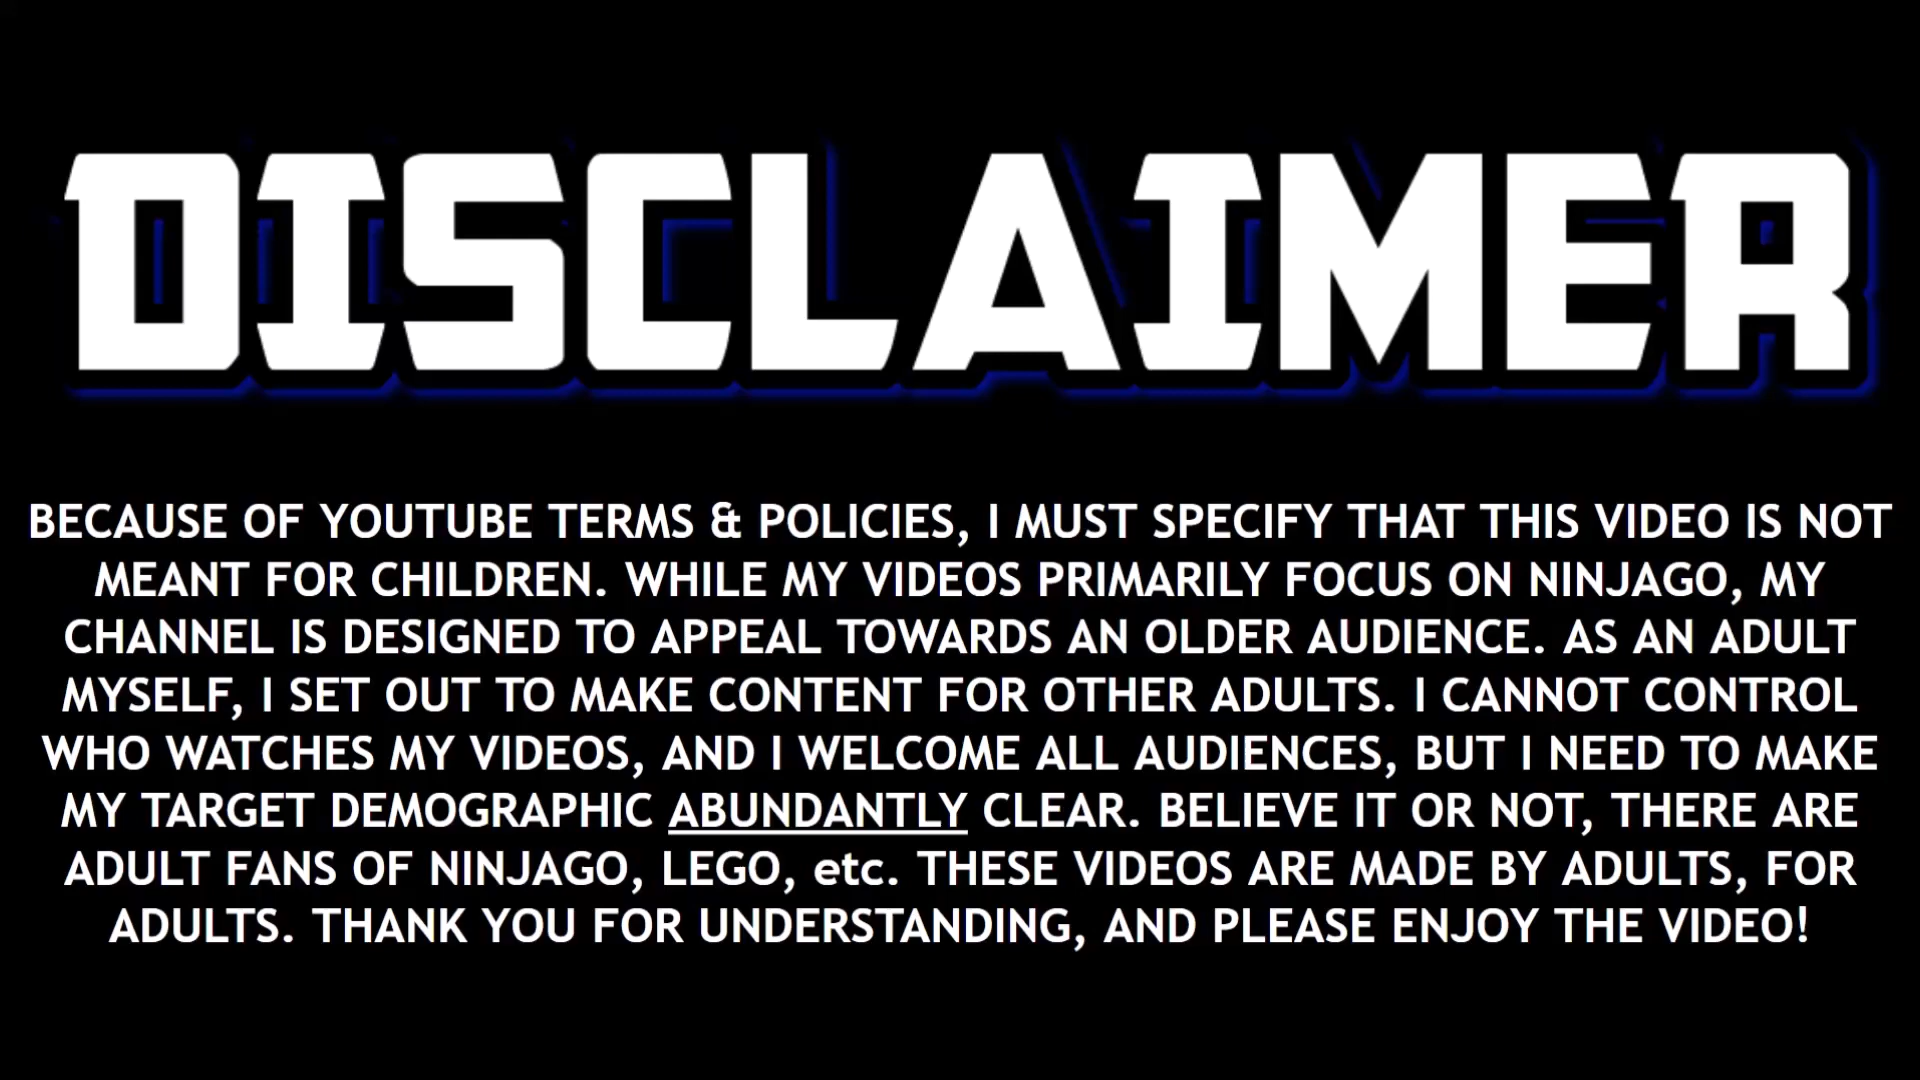 DISCLAIMER
BECAUSE OF YOUTUBE TERMS & POLICIES, I MUST SPECIFY THAT THIS VIDEO IS NOT
MEANT FOR CHILDREN. WHILE MY VIDEOS PRIMARILY FOCUS ON NINJAGO, MY
CHANNEL IS DESIGNED TO APPEAL TOWARDS AN OLDER AUDIENCE. AS AN ADULT
MYSELF, I SET OUT TO MAKE CONTENT FOR OTHER ADULTS. I CANNOT CONTROL
WHO WATCHES MY VIDEOS, AND I WELCOME ALL AUDIENCES, BUT I NEED TO MAKE
MY TARGET DEMOGRAPHIC ABUNDANTLY CLEAR. BELIEVE IT OR NOT, THERE ARE
ADULT FANS OF NINJAGO, LEGO, etc. THESE VIDEOS ARE MADE BY ADULTS, FOR
ADULTS. THANK YOU FOR UNDERSTANDING, AND PLEASE ENJOY THE VIDEO!